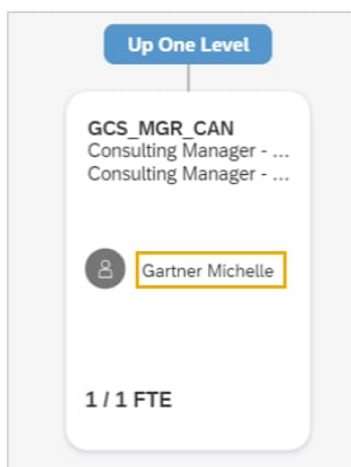 Up One Level
GCS_MGR_CAN
Consulting Manager - ...
Consulting Manager - ...
Gartner Michelle
1 / 1 FTE